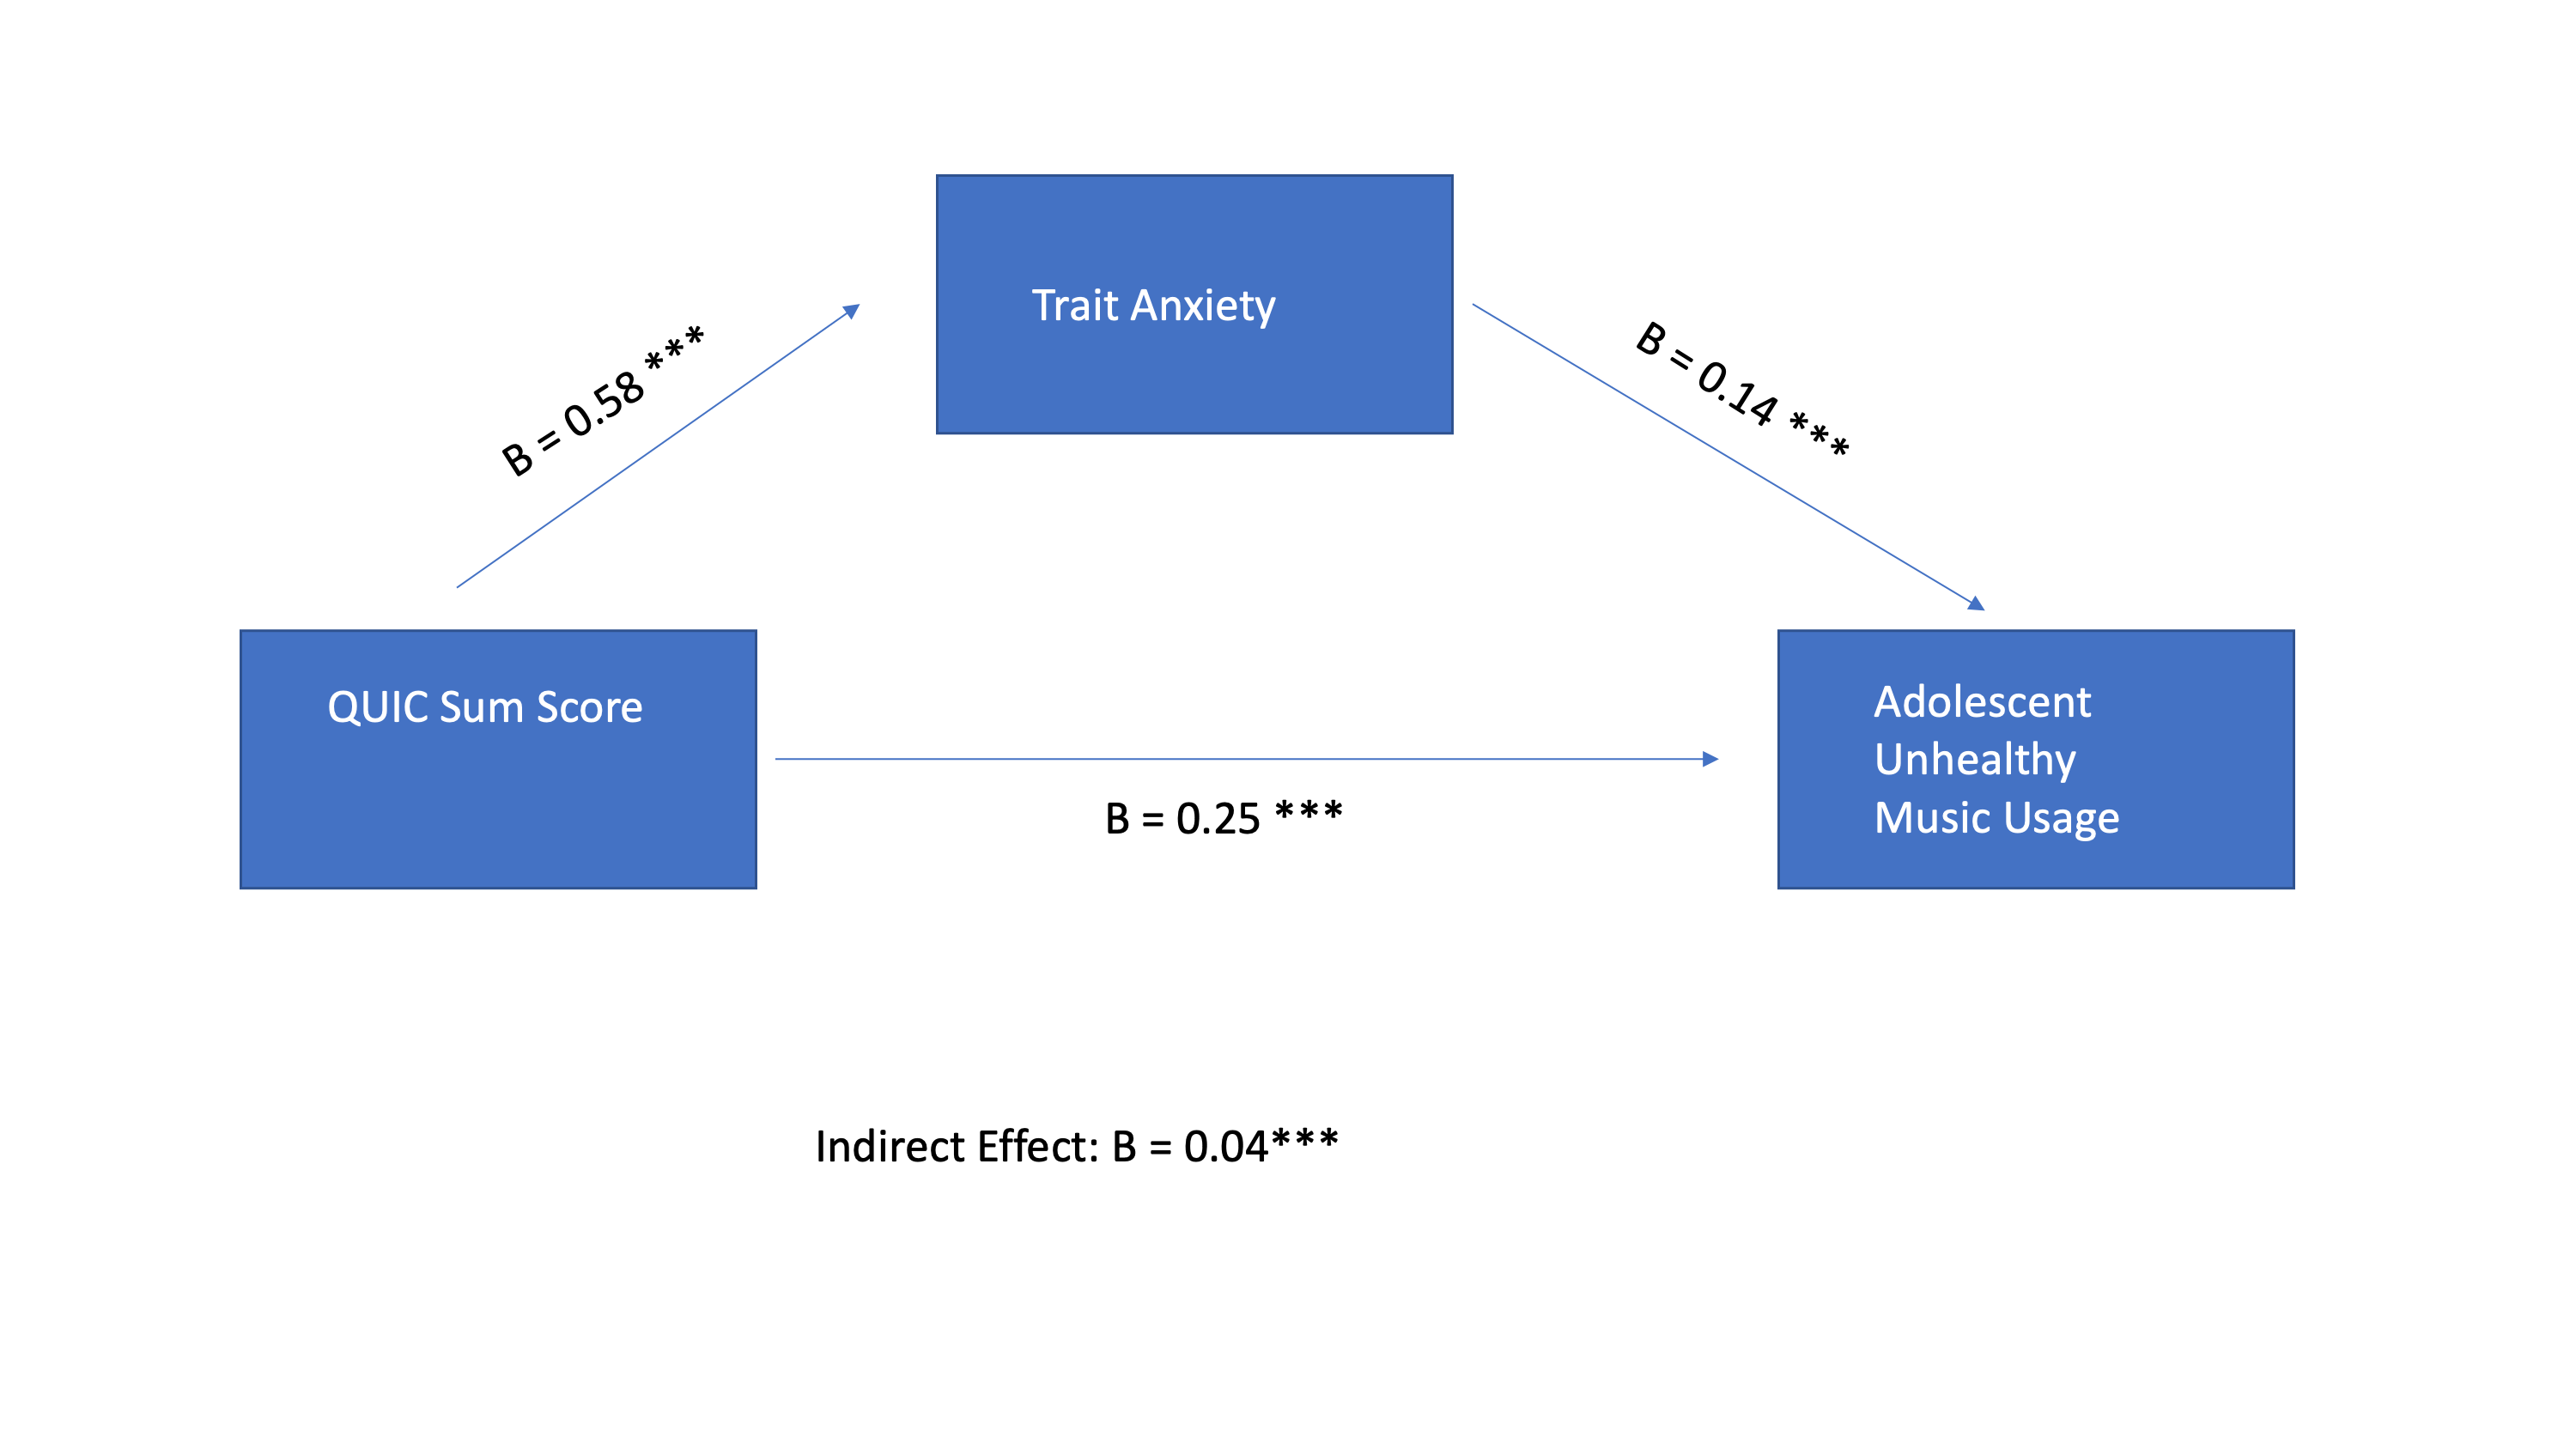 Trait Anxiety
B = 0.58 ***
B = 0.14 ***
QUIC Sum Score
Adolescent
Unhealthy
Music Usage
B = 0.25 ***
Indirect Effect: B = 0.04***